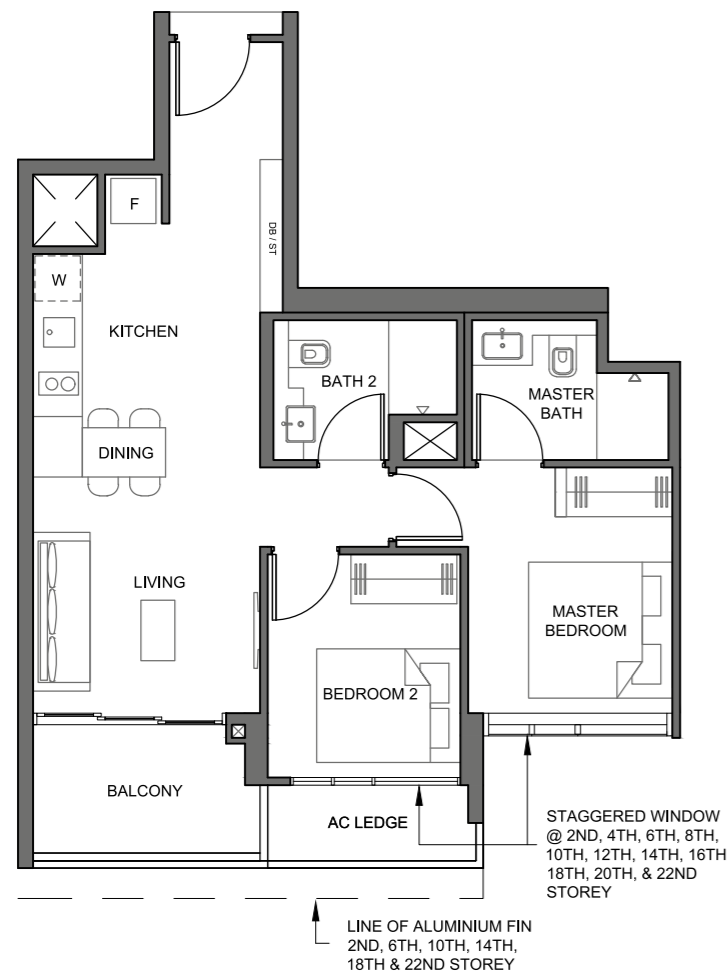 F
DB / ST
W
KITCHEN
BATH 2
MASTER
BATH
DINING
LIVING
MASTER
BEDROOM
BEDROOM 2
BALCONY
AC LEDGE
STAGGERED WINDOW
@ 2ND, 4TH, 6TH, 8TH,
10TH, 12TH, 14TH, 16TH
18TH, 20TH, & 22ND
STOREY
LINE OF ALUMINIUM FIN
2ND, 6TH, 10TH, 14TH,
18TH & 22ND STOREY